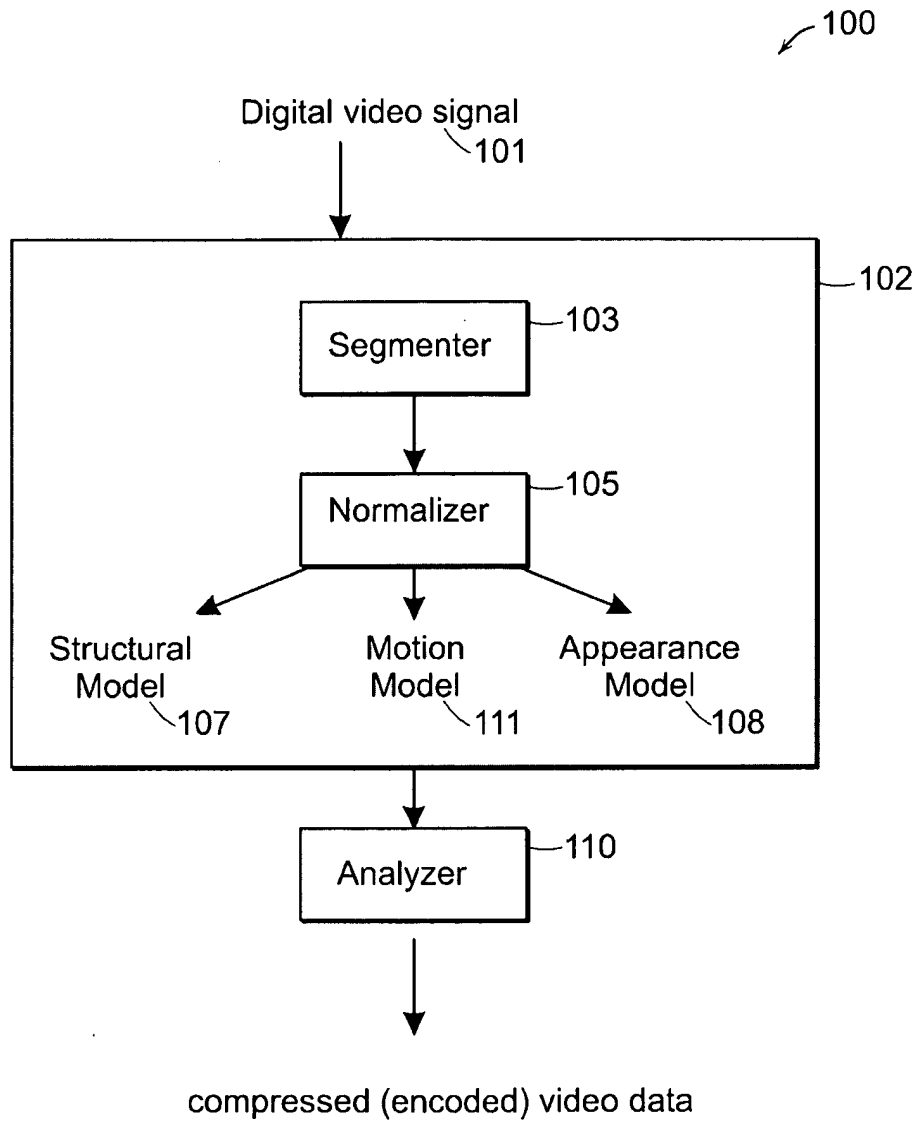 100
Digital video signal
101
102
Segmenter
103
Normalizer
105
Structural
Model
107
Motion
Model
111
Appearance
Model
108
Analyzer
110
compressed (encoded) video data